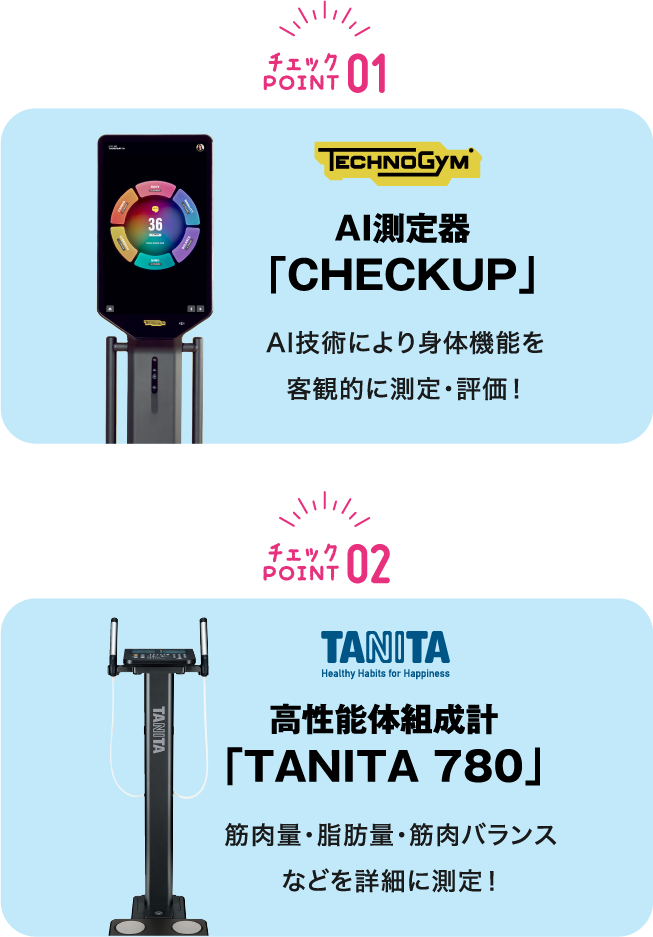 チェック
POINT 01
TECHNOGYM
AI測定器
「CHECKUP」
36
AI技術により身体機能を
客観的に測定・評価！
チェック
POINT 02
TANITA
Healthy Habits for Happiness
高性能体組成計
「TANITA 780」
TANITA
筋肉量・脂肪量・筋肉バランス
などを詳細に測定！